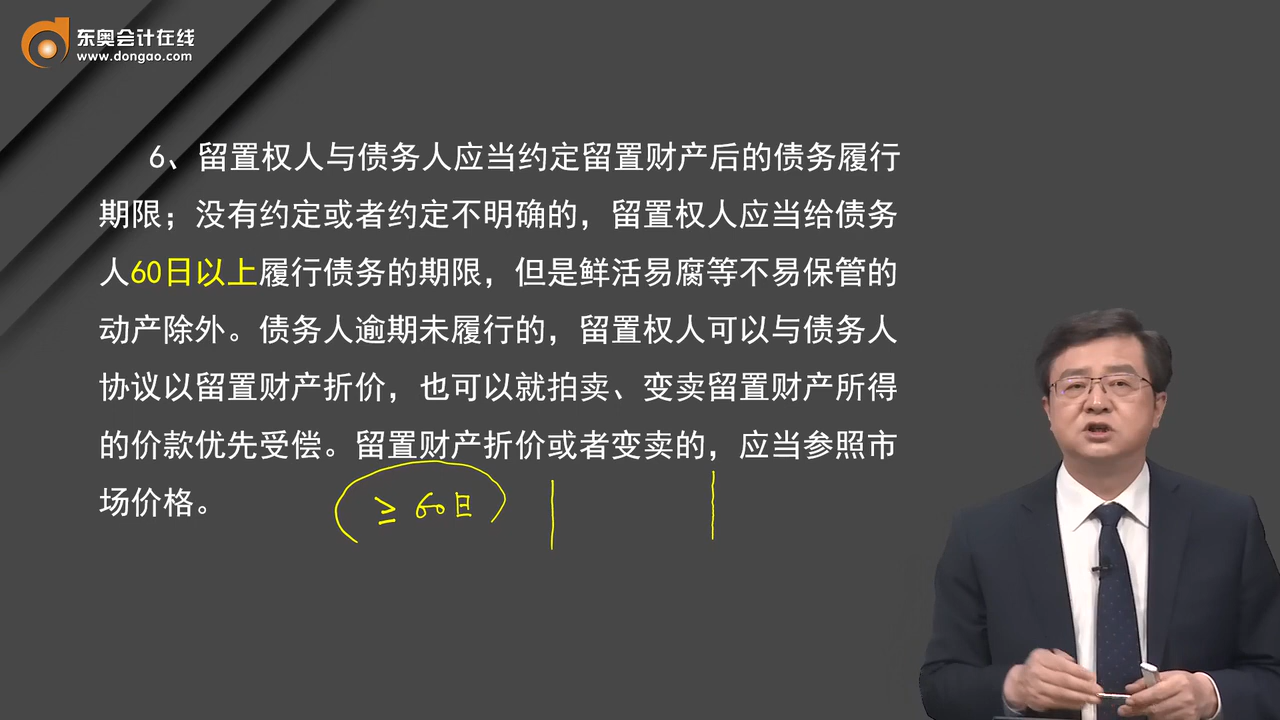 东奥会计在线
www.dongao.com
6、留置权人与债务人应当约定留置财产后的债务履行
期限；没有约定或者约定不明确的，留置权人应当给债务
人60日以上履行债务的期限，但是鲜活易腐等不易保管的
动产除外。债务人逾期未履行的，留置权人可以与债务人
协议以留置财产折价，也可以就拍卖、变卖留置财产所得
的价款优先受偿。留置财产折价或者变卖的，应当参照市
场价格。
≥60日